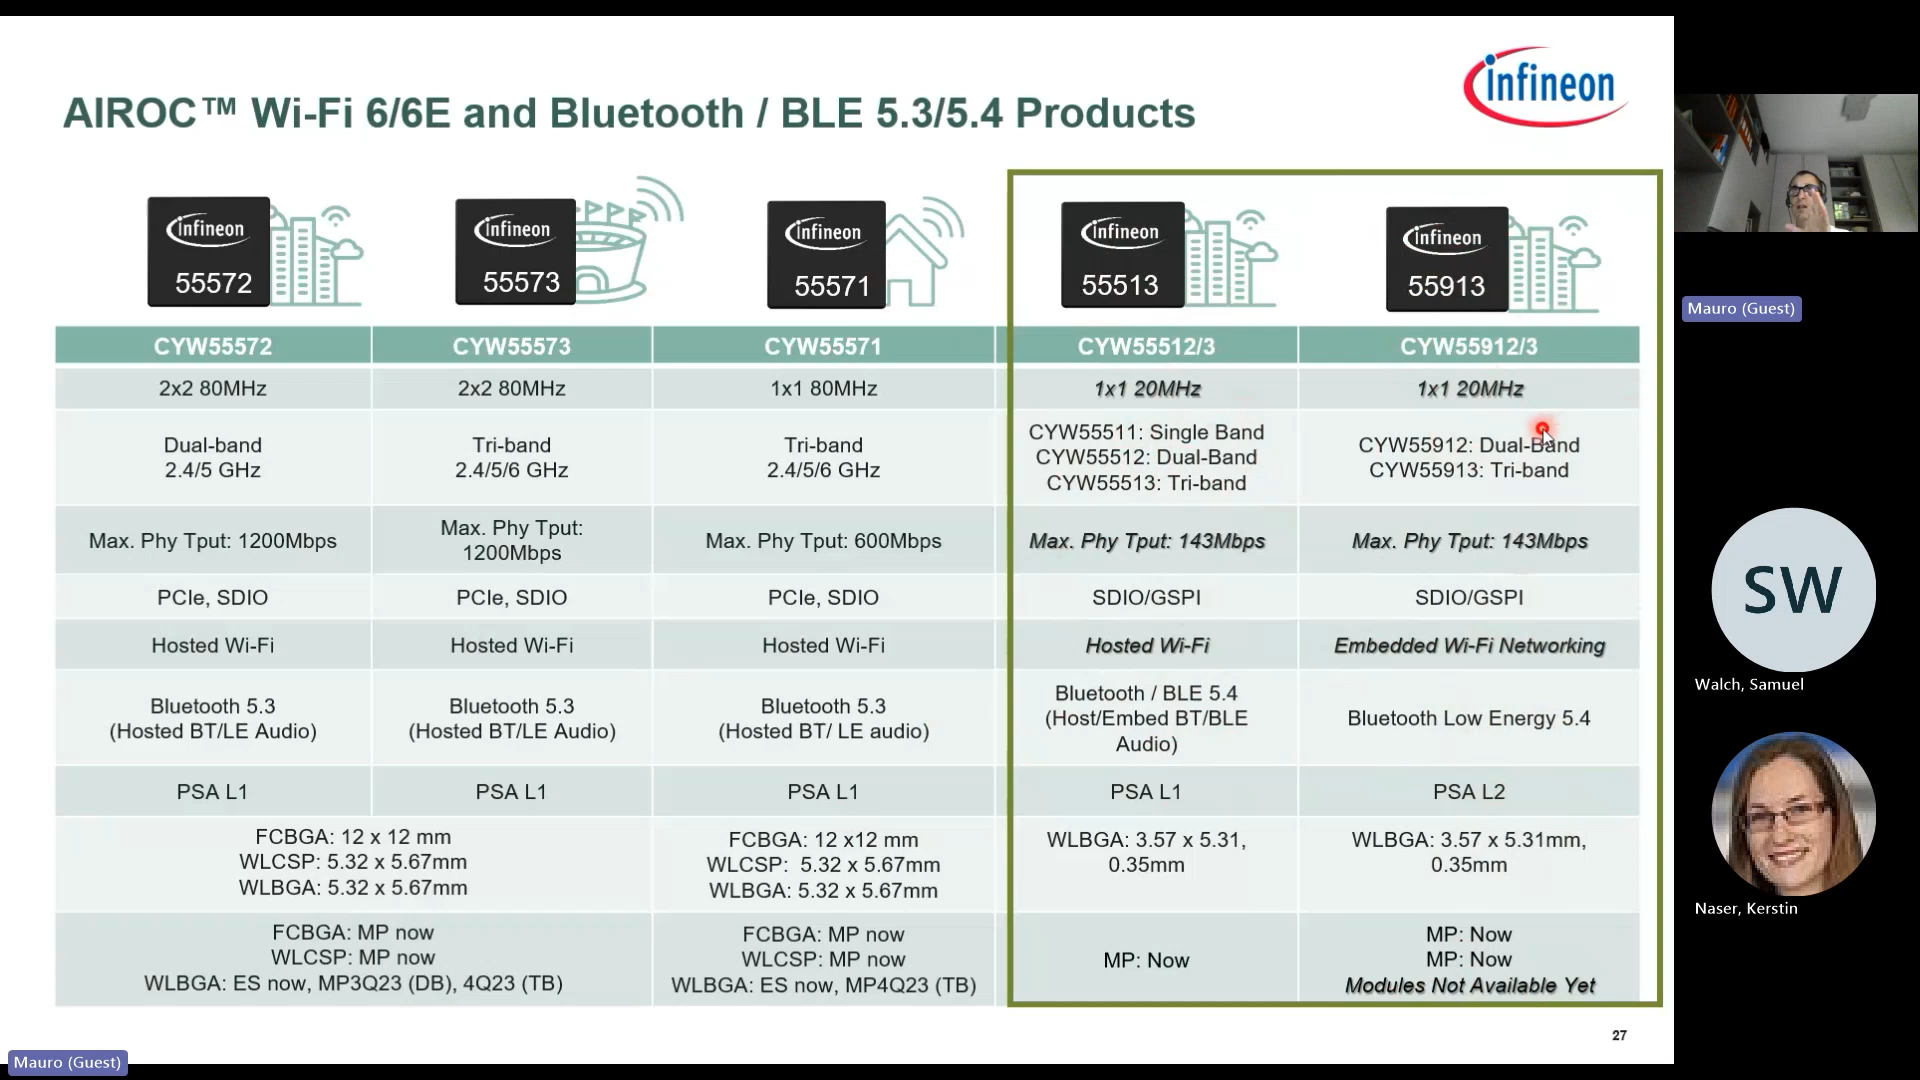 AIROC™ Wi-Fi 6/6E and Bluetooth / BLE 5.3/5.4 Products
infineon
infineon
55572
infineon
55573
infineon
55571
infineon
55513
infineon
55913
CYW55572
CYW55573
CYW55571
CYW55512/3
CYW55912/3
2x2 80MHz
2x2 80MHz
1x1 80MHz
1x1 20MHz
1x1 20MHz
Dual-band
2.4/5 GHz
Tri-band
2.4/5/6 GHz
Tri-band
2.4/5/6 GHz
CYW55511: Single Band
CYW55512: Dual-Band
CYW55513: Tri-band
CYW55912: Dual-Band
CYW55913: Tri-band
Max. Phy Tput: 1200Mbps
Max. Phy Tput:
1200Mbps
Max. Phy Tput: 600Mbps
Max. Phy Tput: 143Mbps
Max. Phy Tput: 143Mbps
PCIe, SDIO
PCIe, SDIO
PCIe, SDIO
SDIO/GSPI
SDIO/GSPI
Hosted Wi-Fi
Hosted Wi-Fi
Hosted Wi-Fi
Hosted Wi-Fi
Embedded Wi-Fi Networking
Bluetooth 5.3
(Hosted BT/LE Audio)
Bluetooth 5.3
(Hosted BT/LE Audio)
Bluetooth 5.3
(Hosted BT/ LE audio)
Bluetooth / BLE 5.4
(Host/Embed BT/BLE
Audio)
Bluetooth Low Energy 5.4
PSA L1
PSA L1
PSA L1
PSA L1
PSA L2
FCBGA: 12 x 12 mm
WLCSP: 5.32 x 5.67mm
WLBGA: 5.32 x 5.67mm
FCBGA: 12 x12 mm
WLCSP: 5.32 x 5.67mm
WLBGA: 5.32 x 5.67mm
WLBGA: 3.57 x 5.31,
0.35mm
WLBGA: 3.57 x 5.31mm,
0.35mm
FCBGA: MP now
WLCSP: MP now
WLBGA: ES now, MP3Q23 (DB), 4Q23 (TB)
FCBGA: MP now
WLCSP: MP now
WLBGA: ES now, MP4Q23 (TB)
MP: Now
MP: Now
MP: Now
Modules Not Available Yet
27
Mauro (Guest)
Mauro (Guest)
SW
Walch, Samuel
Naser, Kerstin